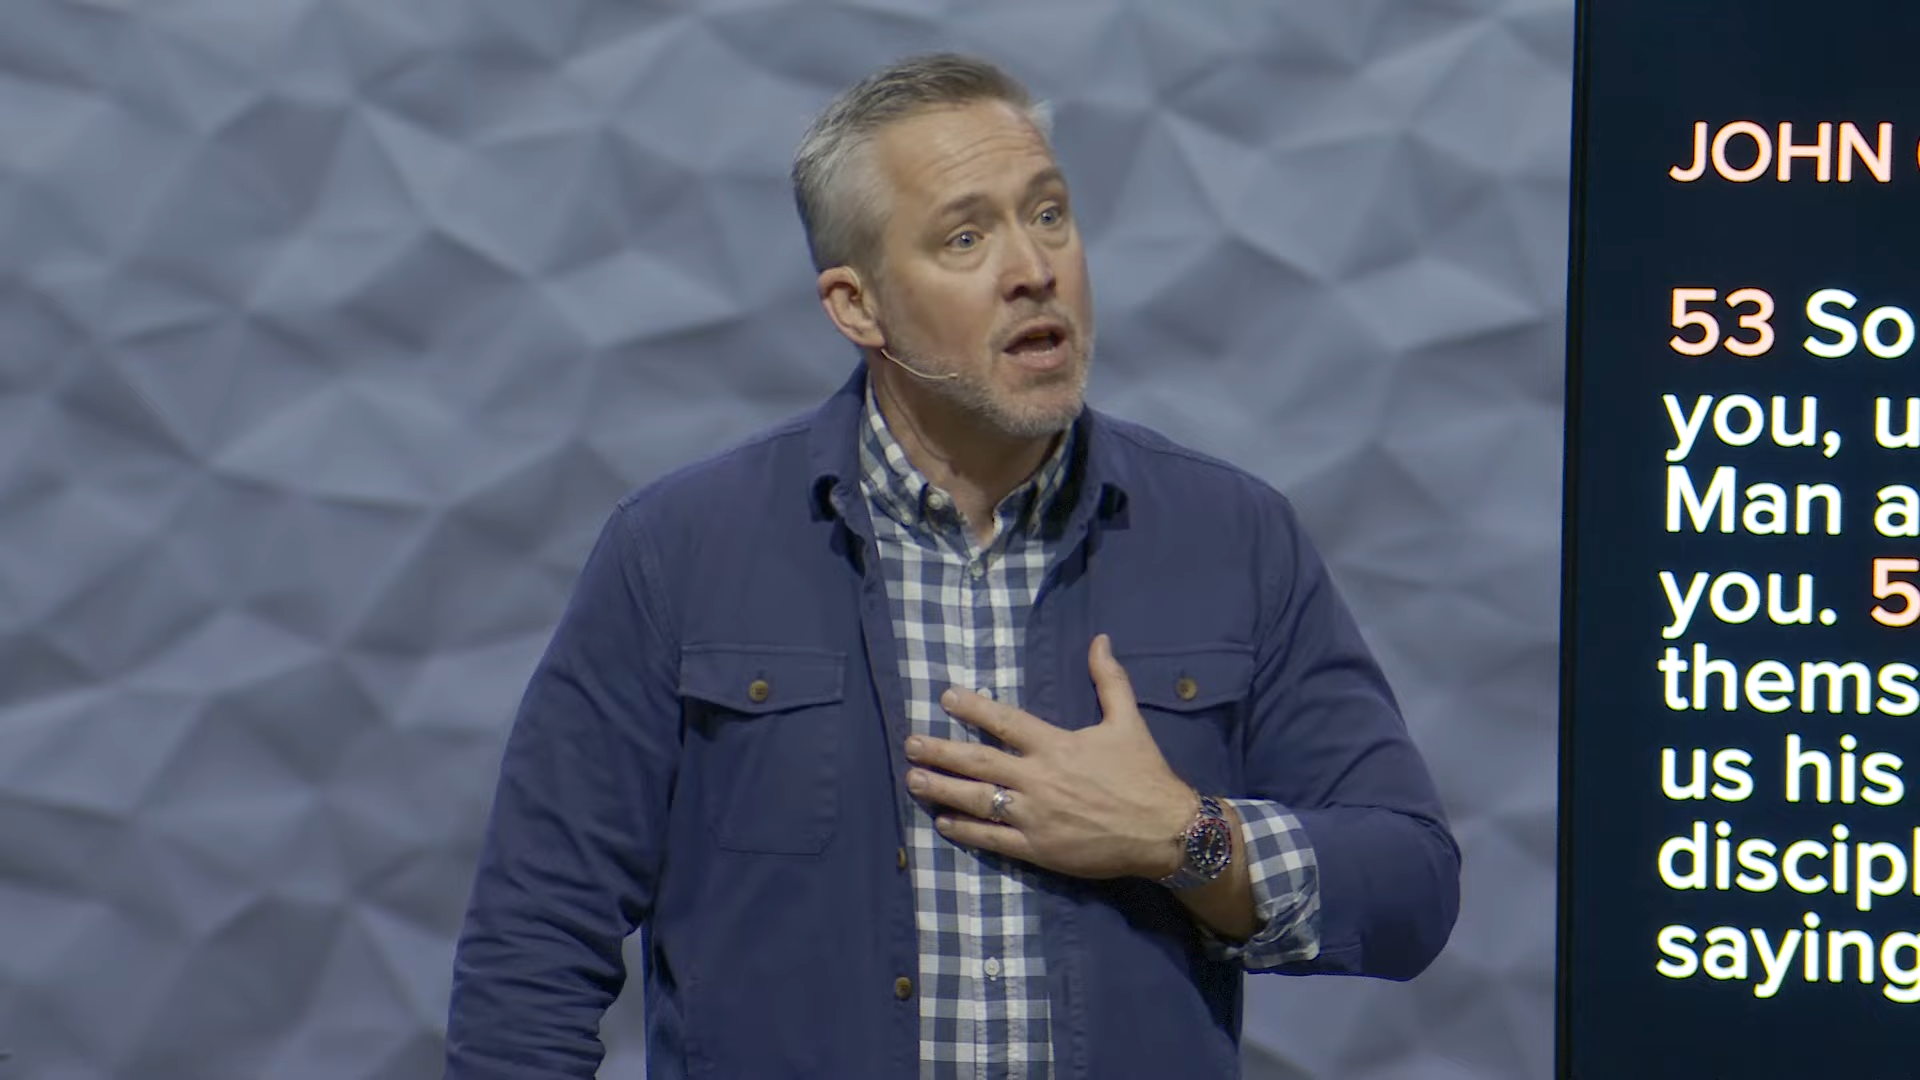 JOHN
53 So
you, u
Man a
you. 5
thems
us his
discipl
saying